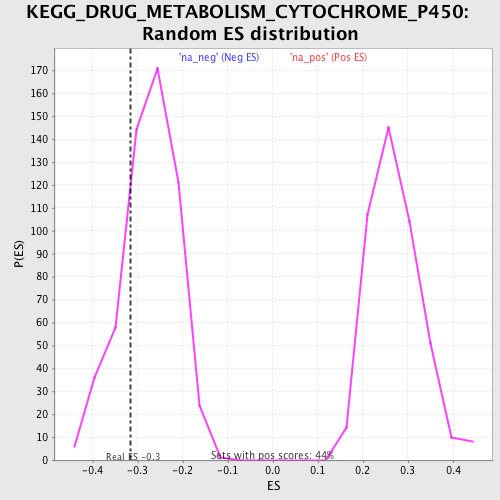 KEGG_DRUG_METABOLISM_CYTOCHROME_P450:
Random ES distribution
'na_neg' (Neg ES) 'na_pos' (Pos ES)
170
160
150
140
130
120
110
100
90
80
70
60
50
40
30
20
10
0
P(ES)
Real ES -0.3 Sets with pos scores: 44%
-0.4 -0.3 -0.2 -0.1 0.0 0.1 0.2 0.3 0.4
ES